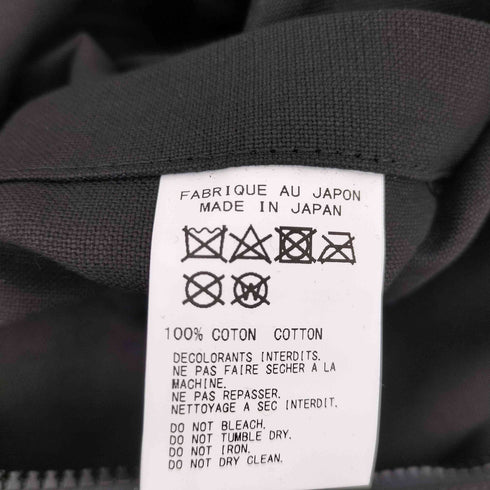 FABRIQUE AU JAPON
MADE IN JAPAN
W
100% COTON COTTON
DECOLORANTS INTERDITS.
NE PAS FAIRE SECHER A LA
MACHINE.
NE PAS REPASSER.
NETTOYAGE A SEC INTERDIT.
DO NOT BLEACH.
DO NOT TUMBLE DRY.
DO NOT IRON.
DO NOT DRY CLEAN.